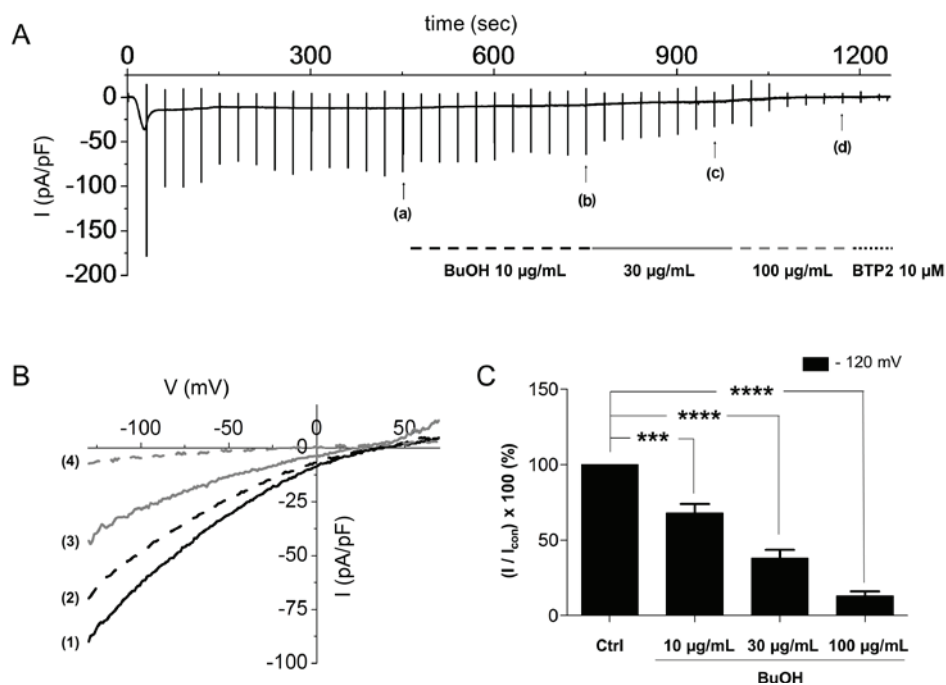 A
time (sec)
0 300 600 900 1200
0
-50
-100
-150
-200
I (pA/pF)
(a)
(b)
(c)
(d)
BuOH 10 µg/mL 30 µg/mL 100 µg/mL BTP2 10 µM
B
V (mV)
-100 -50 0 50
0
-25
-50
-75
-100
I (pA/pF)
(4)
(3)
(2)
(1)
C
- 120 mV
(I / Icon) x 100 (%)
150
100
50
0
****
****
***
Ctrl 10 µg/mL 30 µg/mL 100 µg/mL
BuOH